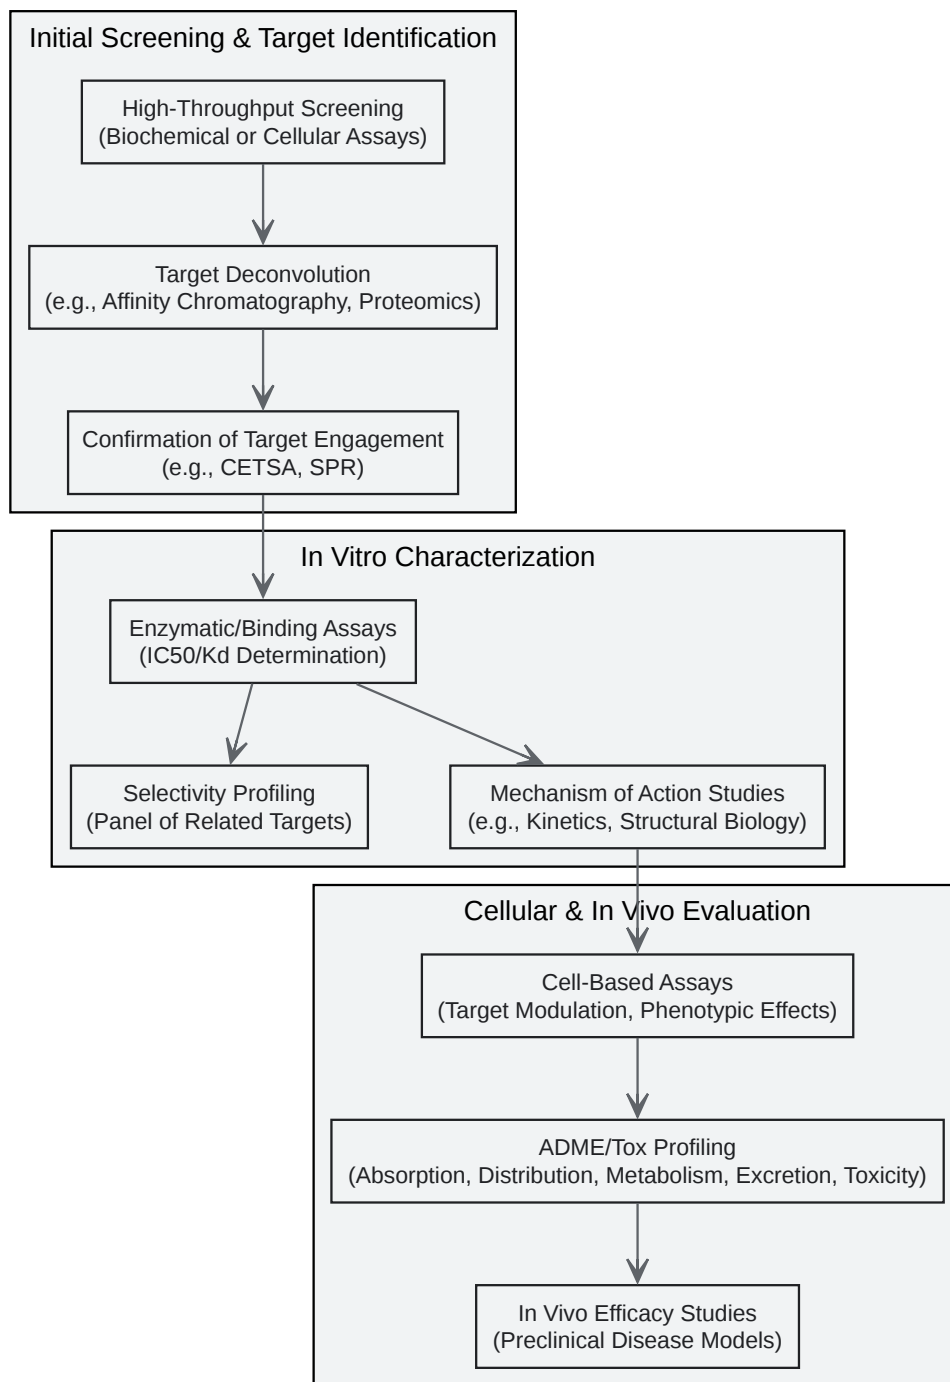 Initial Screening & Target Identification
High-Throughput Screening
(Biochemical or Cellular Assays)
Target Deconvolution
(e.g., Affinity Chromatography, Proteomics)
Confirmation of Target Engagement
(e.g., CETSA, SPR)
In Vitro Characterization
Enzymatic/Binding Assays
(IC50/Kd Determination)
Selectivity Profiling
(Panel of Related Targets)
Mechanism of Action Studies
(e.g., Kinetics, Structural Biology)
Cellular & In Vivo Evaluation
Cell-Based Assays
(Target Modulation, Phenotypic Effects)
ADME/Tox Profiling
(Absorption, Distribution, Metabolism, Excretion, Toxicity)
In Vivo Efficacy Studies
(Preclinical Disease Models)